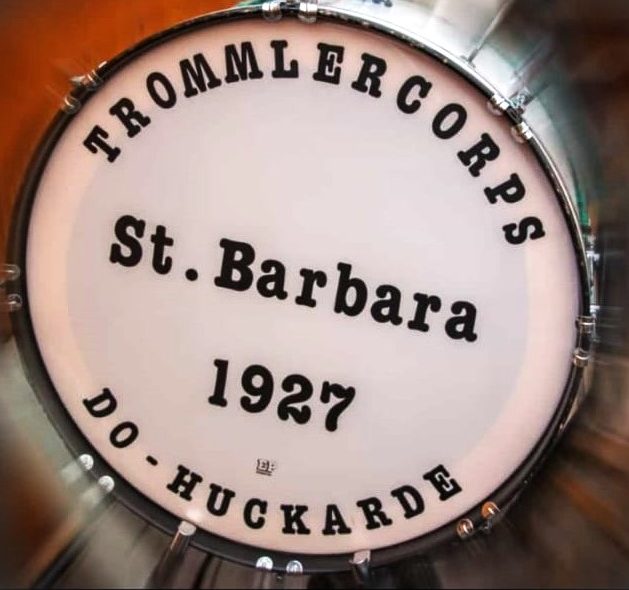 TROMMLERCORPS
St. Barbara
1927
DO-HUCKARDE